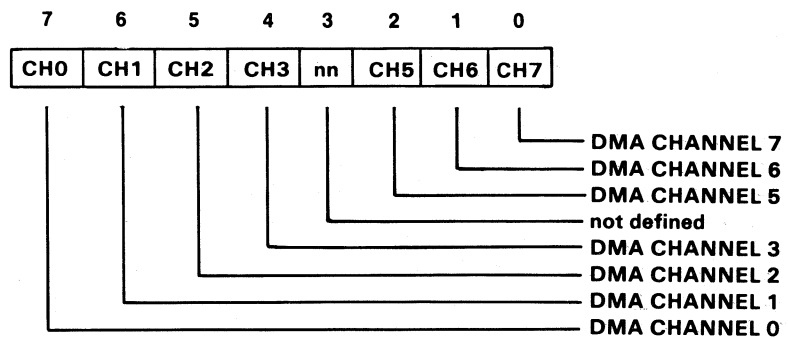 7 6 5 4 3 2 1 0
CH0 CH1 CH2 CH3 nn CH5 CH6 CH7
DMA CHANNEL 7
DMA CHANNEL 6
DMA CHANNEL 5
not defined
DMA CHANNEL 3
DMA CHANNEL 2
DMA CHANNEL 1
DMA CHANNEL 0